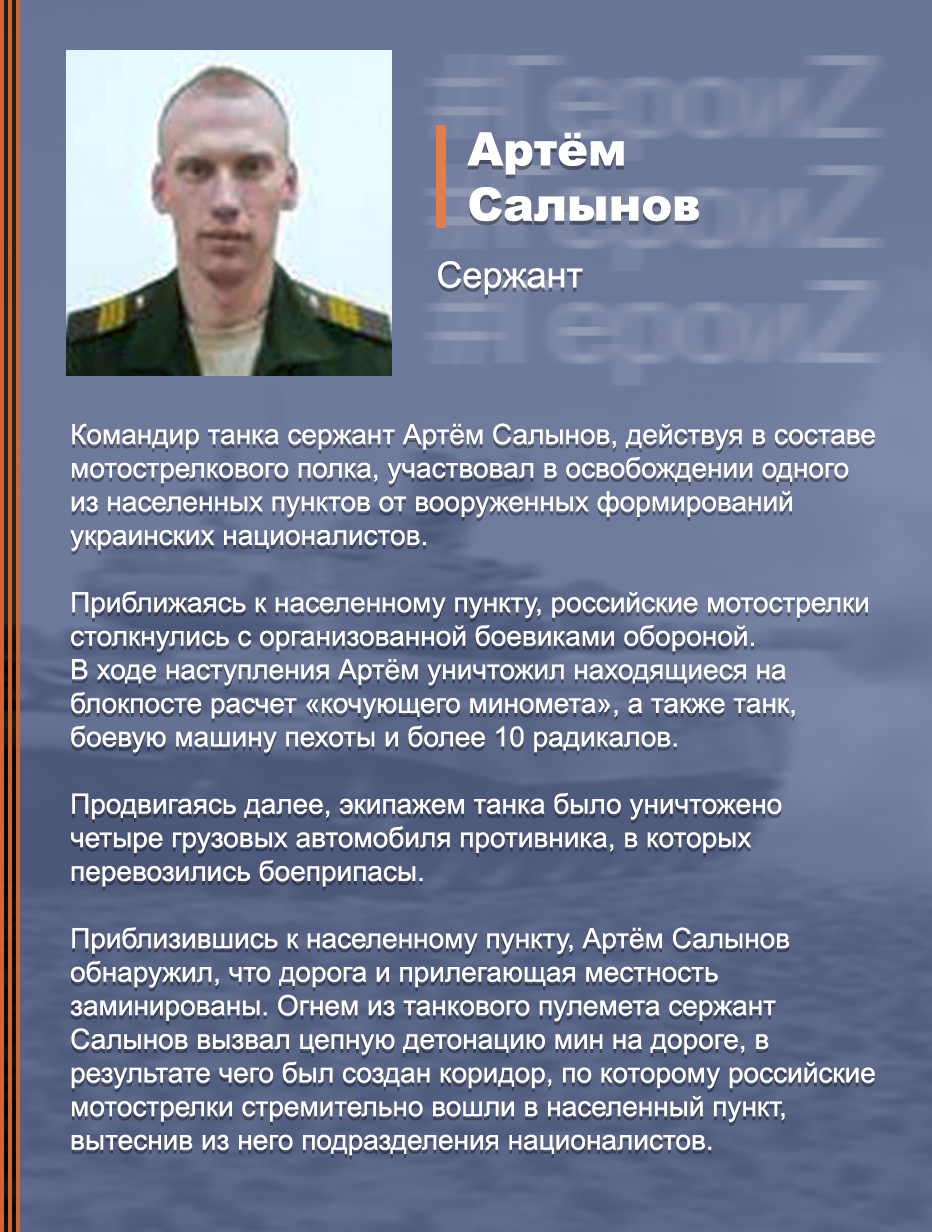 #ГероиZ
Артём
#ГероиZ
Салынов
Сержант
#ГероиZ
Командир танка сержант Артём Салынов, действуя в составе
мотострелкового полка, участвовал в освобождении одного
из населенных пунктов от вооруженных формирований
украинских националистов.
Приближаясь к населенному пункту, российские мотострелки
столкнулись с организованной боевиками обороной.
В ходе наступления Артём уничтожил находящиеся на
блокпосте расчет «кочующего миномета», а также танк,
боевую машину пехоты и более 10 радикалов.
Продвигаясь далее, экипажем танка было уничтожено
четыре грузовых автомобиля противника, в которых
перевозились боеприпасы.
Приблизившись к населенному пункту, Артём Салынов
обнаружил, что дорога и прилегающая местность
заминированы. Огнем из танкового пулемета сержант
Салынов вызвал цепную детонацию мин на дороге, в
результате чего был создан коридор, по которому российские
мотострелки стремительно вошли в населенный пункт,
вытеснив из него подразделения националистов.